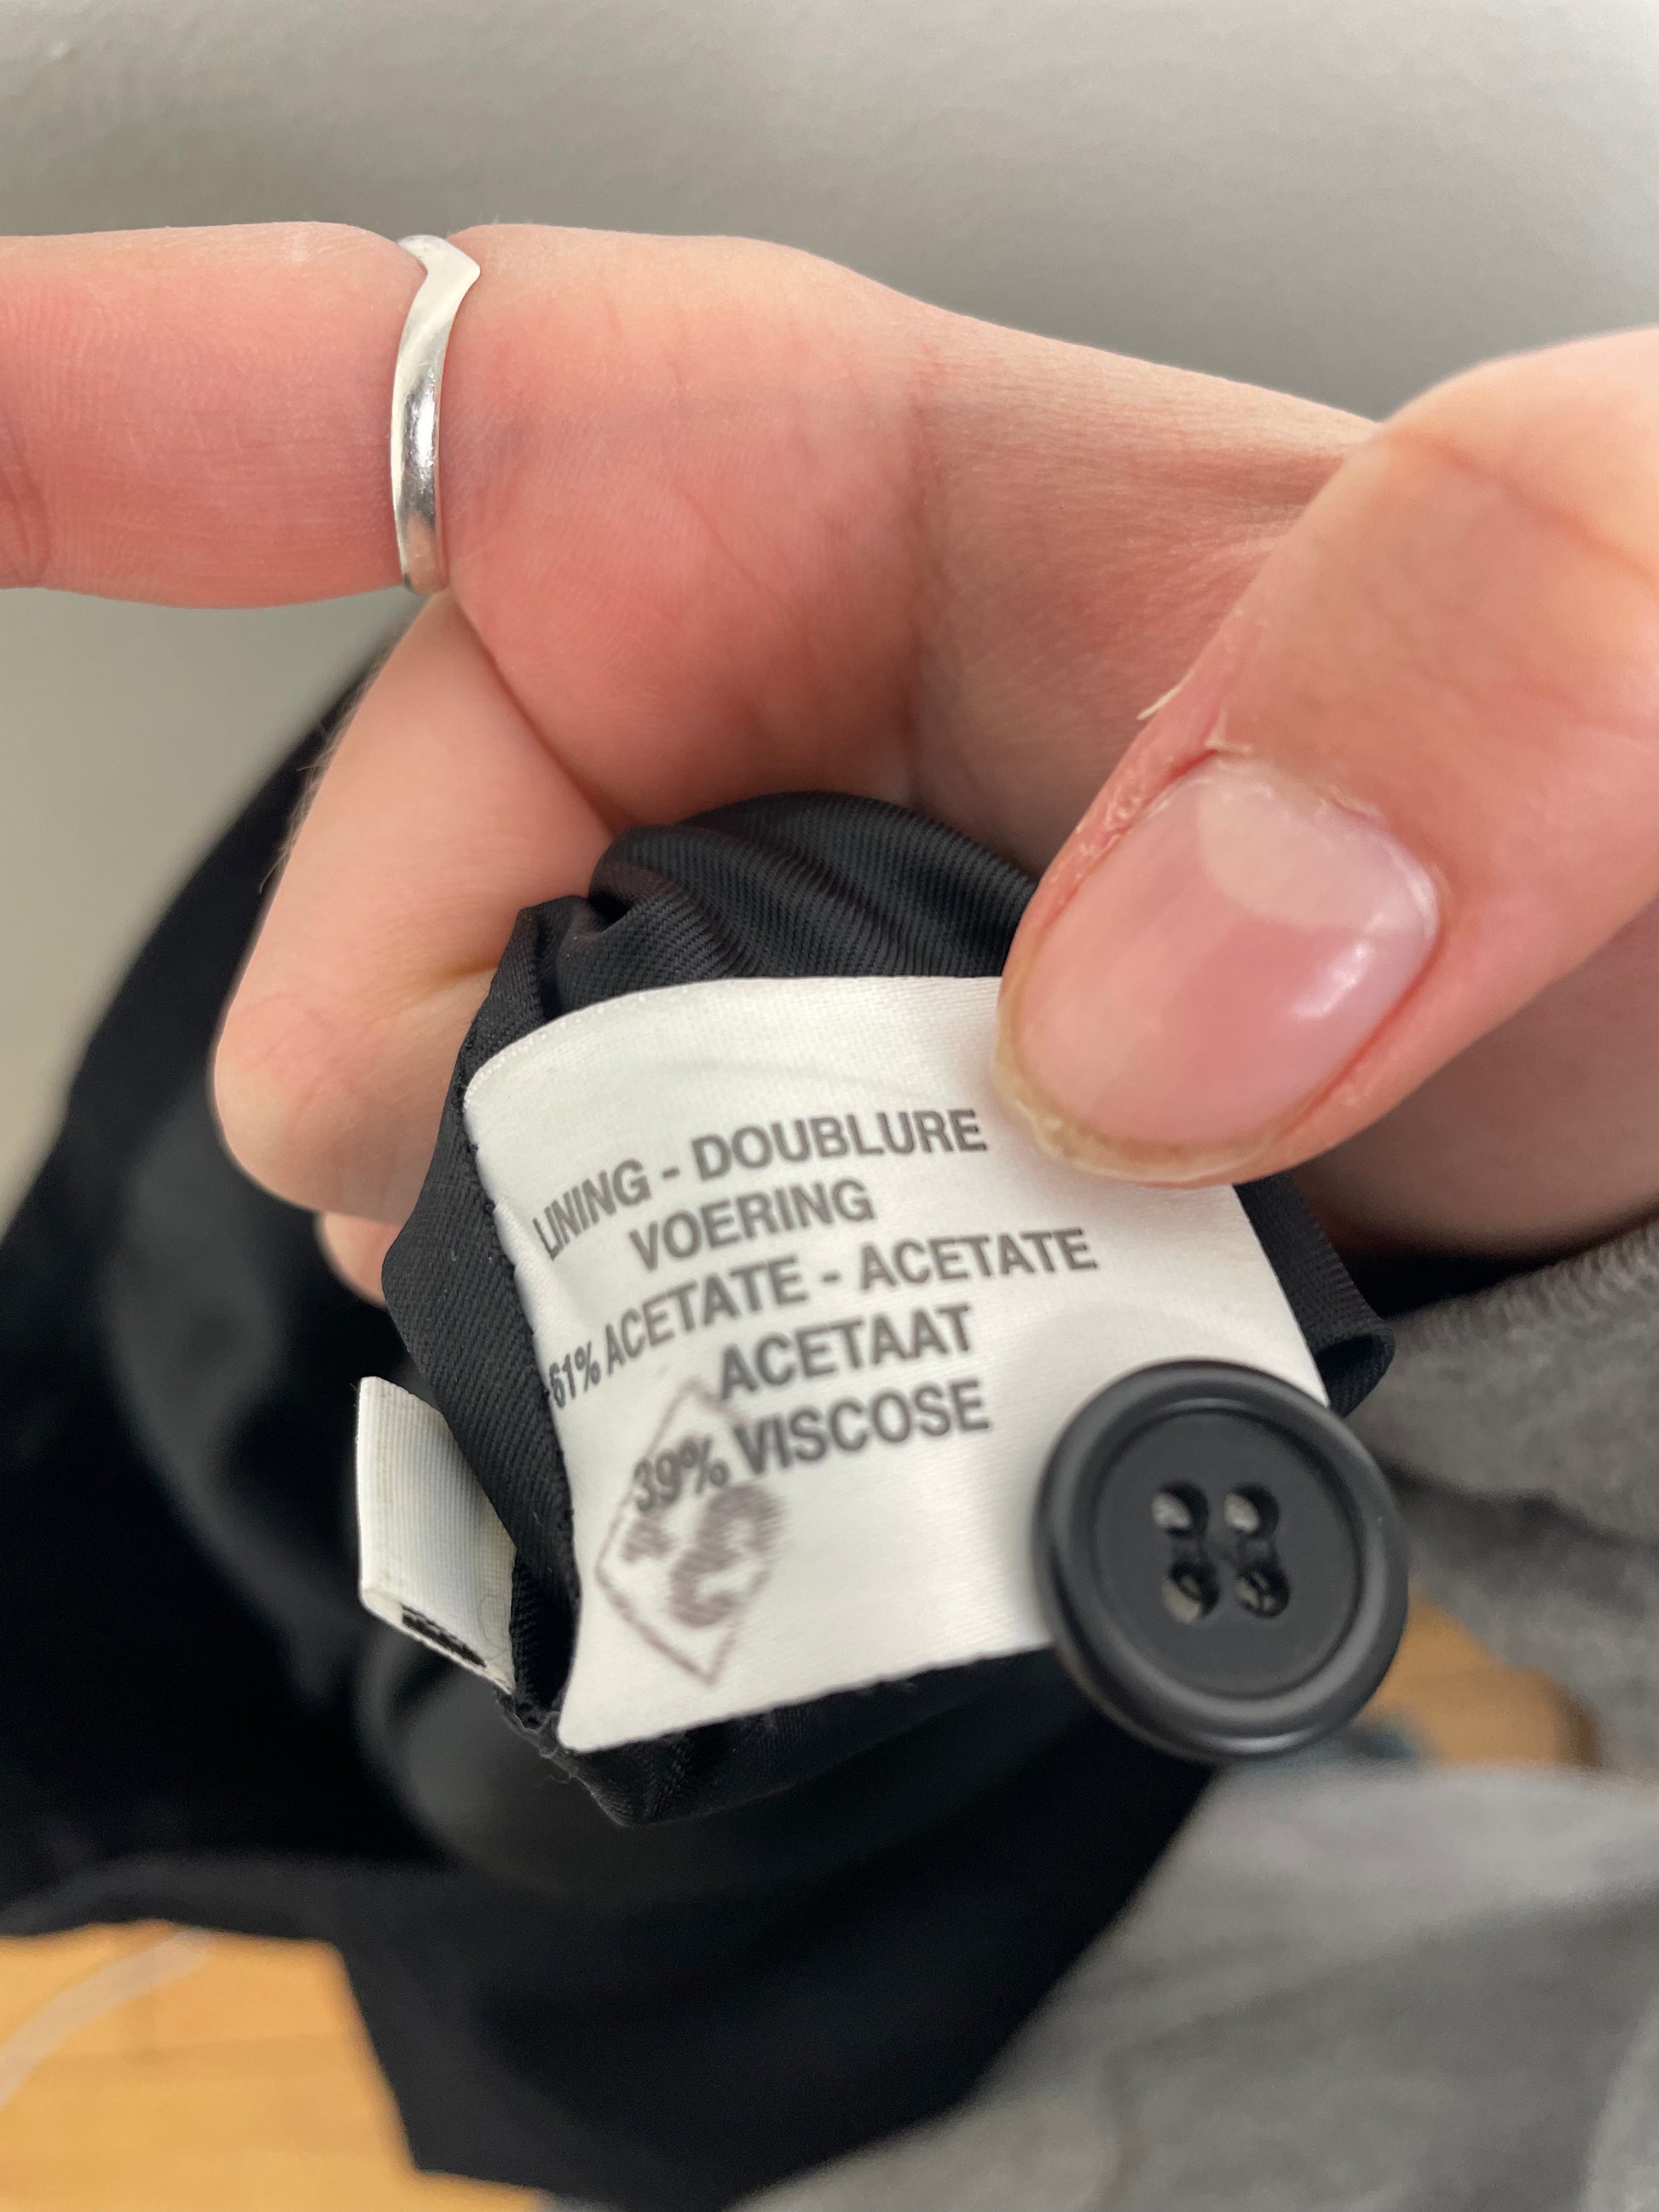 LINING - DOUBLURE
VOERING
61% ACETATE - ACETATE
ACETAAT
39% VISCOSE